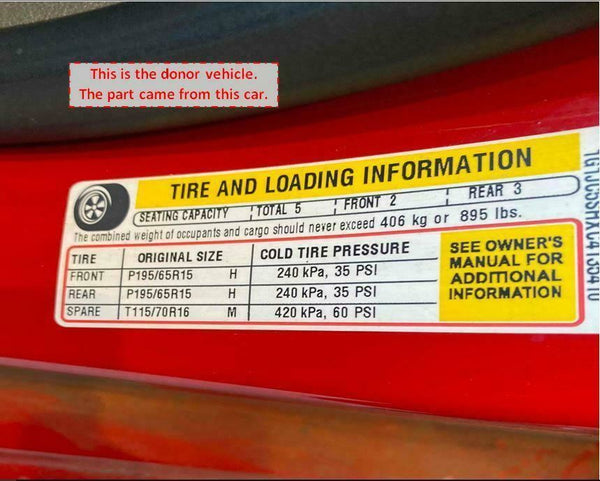 This is the donor vehicle.
The part came from this car.
TIRE AND LOADING INFORMATION
SEATING CAPACITY TOTAL 5 FRONT 2 REAR 3
The combined weight of occupants and cargo should never exceed 406 kg or 895 lbs.
TIRE ORIGINAL SIZE COLD TIRE PRESSURE
FRONT P195/65R15 H 240 kPa, 35 PSI
REAR P195/65R15 H 240 kPa, 35 PSI
SPARE T115/70R16 M 420 kPa, 60 PSI
SEE OWNER'S
MANUAL FOR
ADDITIONAL
INFORMATION